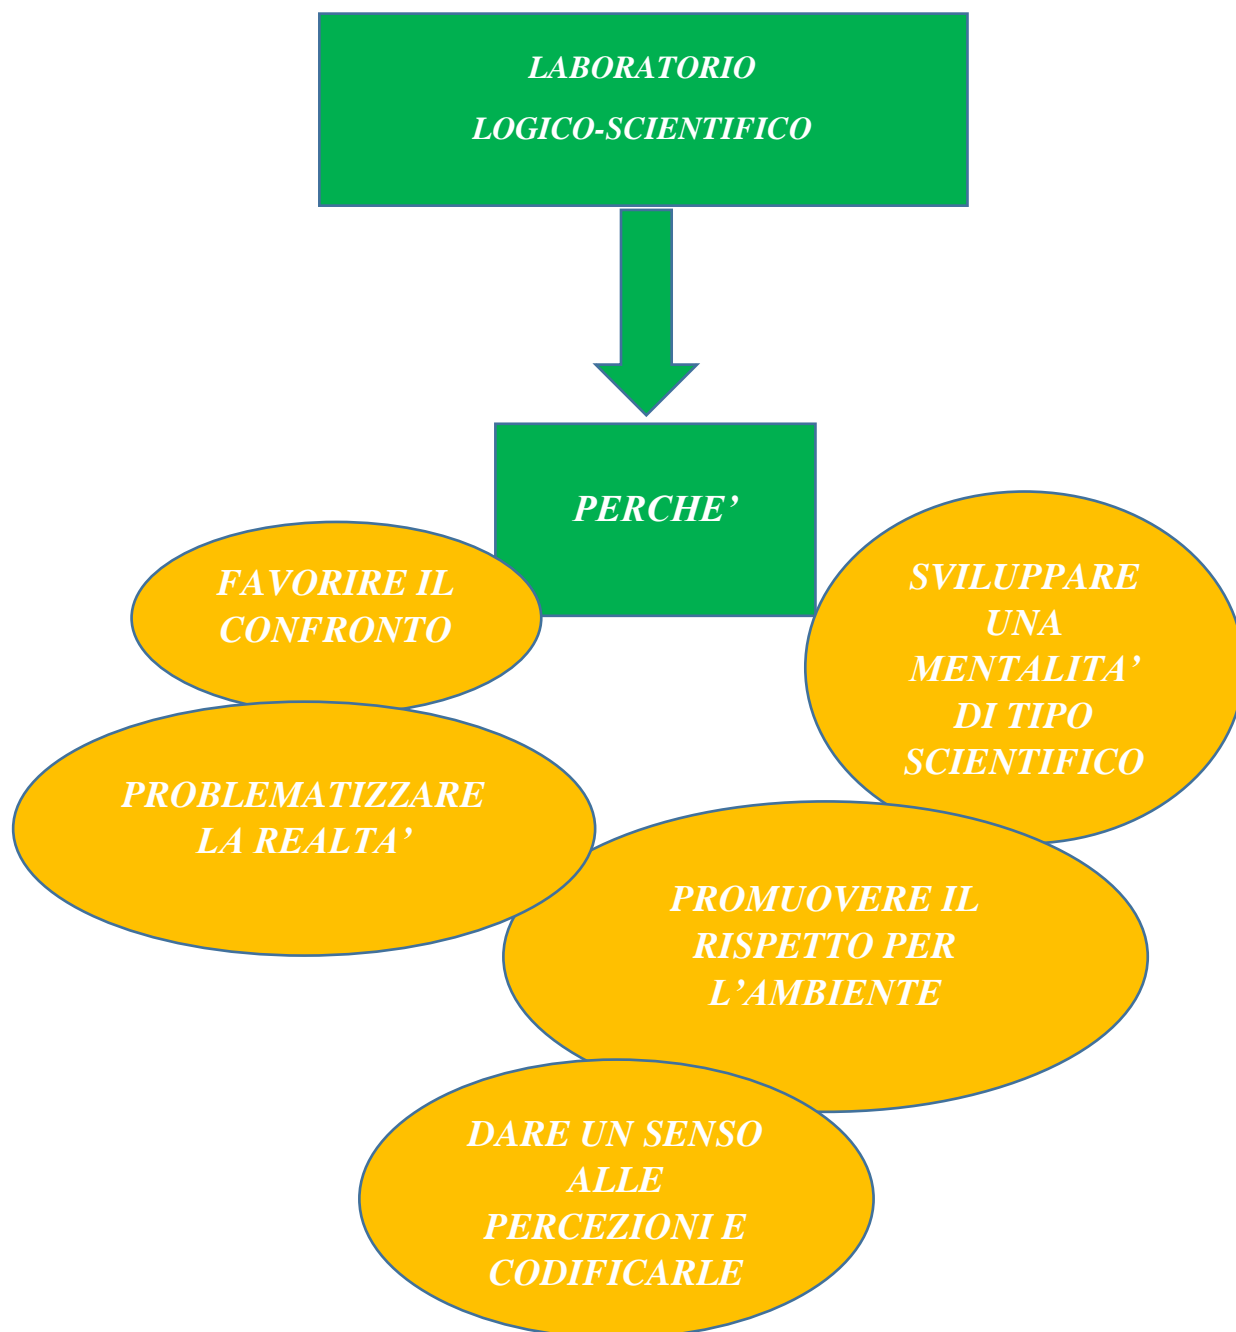 LABORATORIO
LOGICO-SCIENTIFICO
PERCHE’
FAVORIRE IL
CONFRONTO
SVILUPPARE
UNA
MENTALITA’
DI TIPO
SCIENTIFICO
PROBLEMATIZZARE
LA REALTA’
PROMUOVERE IL
RISPETTO PER
L’AMBIENTE
DARE UN SENSO
ALLE
PERCEZIONI E
CODIFICARLE